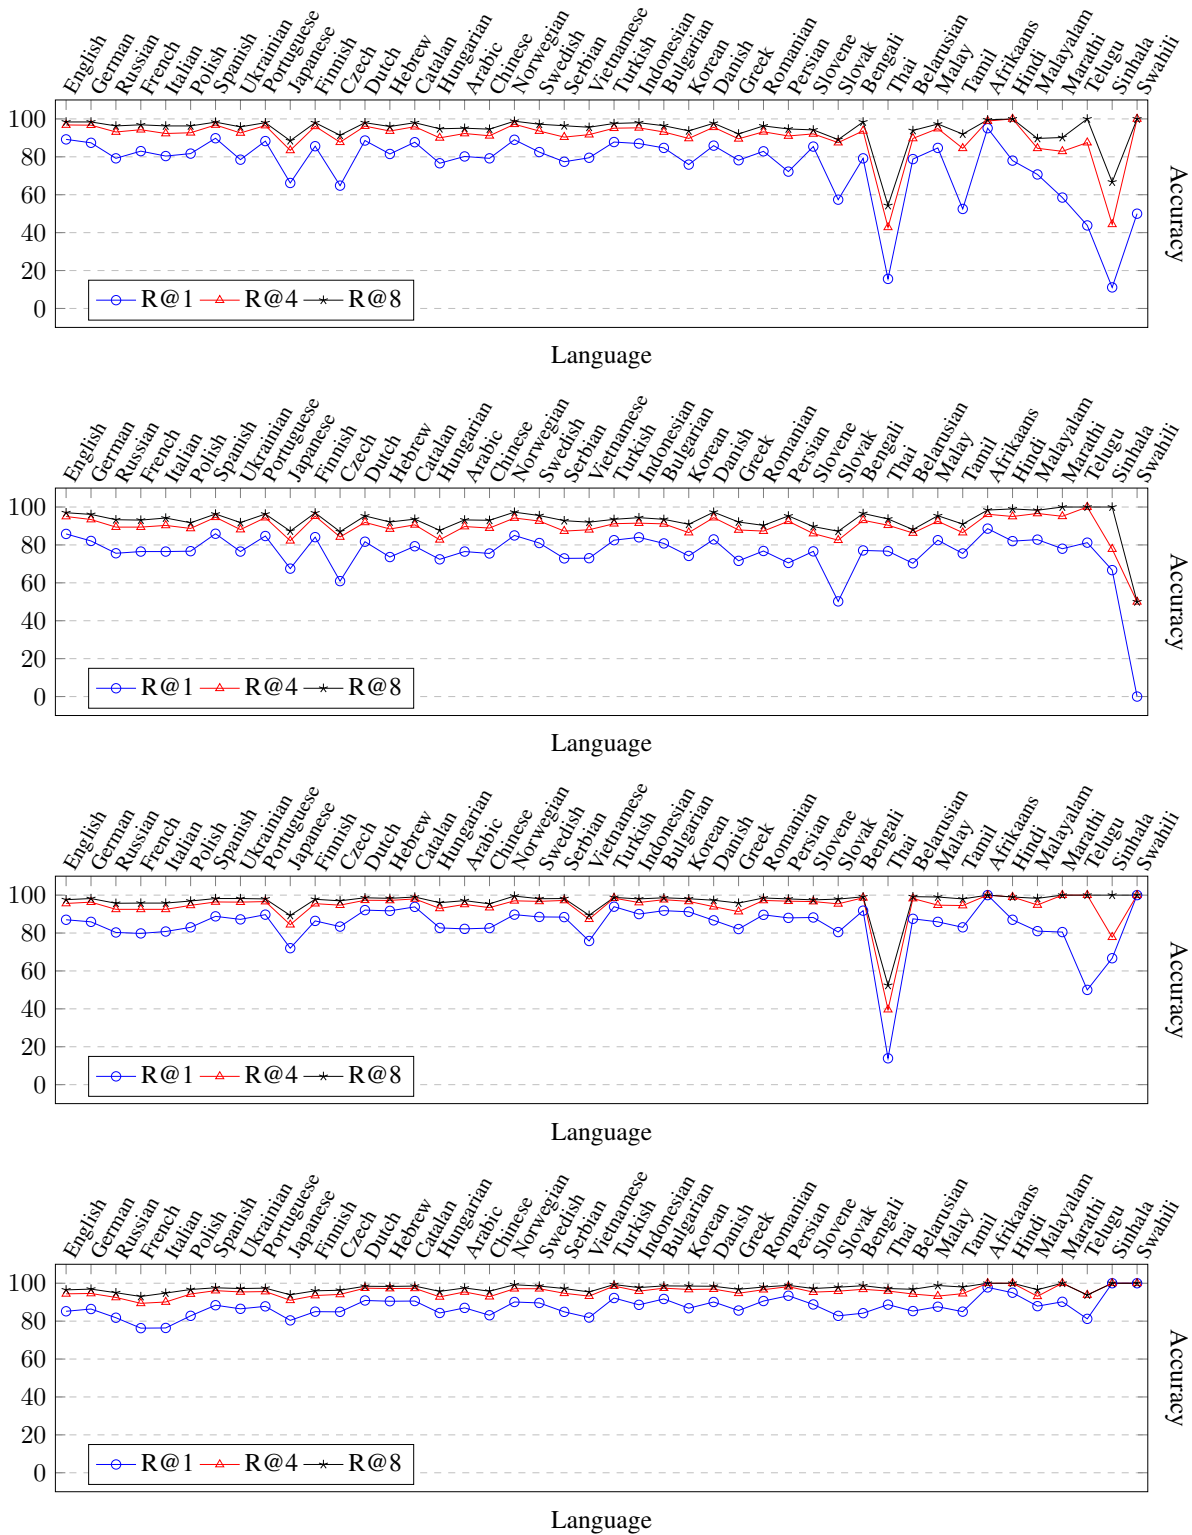 English German Russian French Italian Polish Spanish Ukrainian Portuguese Japanese Finnish Czech Dutch Hebrew Catalan Hungarian Arabic Chinese Norwegian Swedish Serbian Vietnamese Turkish Indonesian Bulgarian Korean Danish Greek Romanian Persian Slovene Slovak Bengali Thai Belarusian Malay Tamil Afrikaans Hindi Malayalam Marathi Telugu Sinhala Swahili
100
80
60
40
20
0
Accuracy
R@1 R@4 R@8
Language
English German Russian French Italian Polish Spanish Ukrainian Portuguese Japanese Finnish Czech Dutch Hebrew Catalan Hungarian Arabic Chinese Norwegian Swedish Serbian Vietnamese Turkish Indonesian Bulgarian Korean Danish Greek Romanian Persian Slovene Slovak Bengali Thai Belarusian Malay Tamil Afrikaans Hindi Malayalam Marathi Telugu Sinhala Swahili
100
80
60
40
20
0
Accuracy
R@1 R@4 R@8
Language
English German Russian French Italian Polish Spanish Ukrainian Portuguese Japanese Finnish Czech Dutch Hebrew Catalan Hungarian Arabic Chinese Norwegian Swedish Serbian Vietnamese Turkish Indonesian Bulgarian Korean Danish Greek Romanian Persian Slovene Slovak Bengali Thai Belarusian Malay Tamil Afrikaans Hindi Malayalam Marathi Telugu Sinhala Swahili
100
80
60
40
20
0
Accuracy
R@1 R@4 R@8
Language
English German Russian French Italian Polish Spanish Ukrainian Portuguese Japanese Finnish Czech Dutch Hebrew Catalan Hungarian Arabic Chinese Norwegian Swedish Serbian Vietnamese Turkish Indonesian Bulgarian Korean Danish Greek Romanian Persian Slovene Slovak Bengali Thai Belarusian Malay Tamil Afrikaans Hindi Malayalam Marathi Telugu Sinhala Swahili
100
80
60
40
20
0
Accuracy
R@1 R@4 R@8
Language